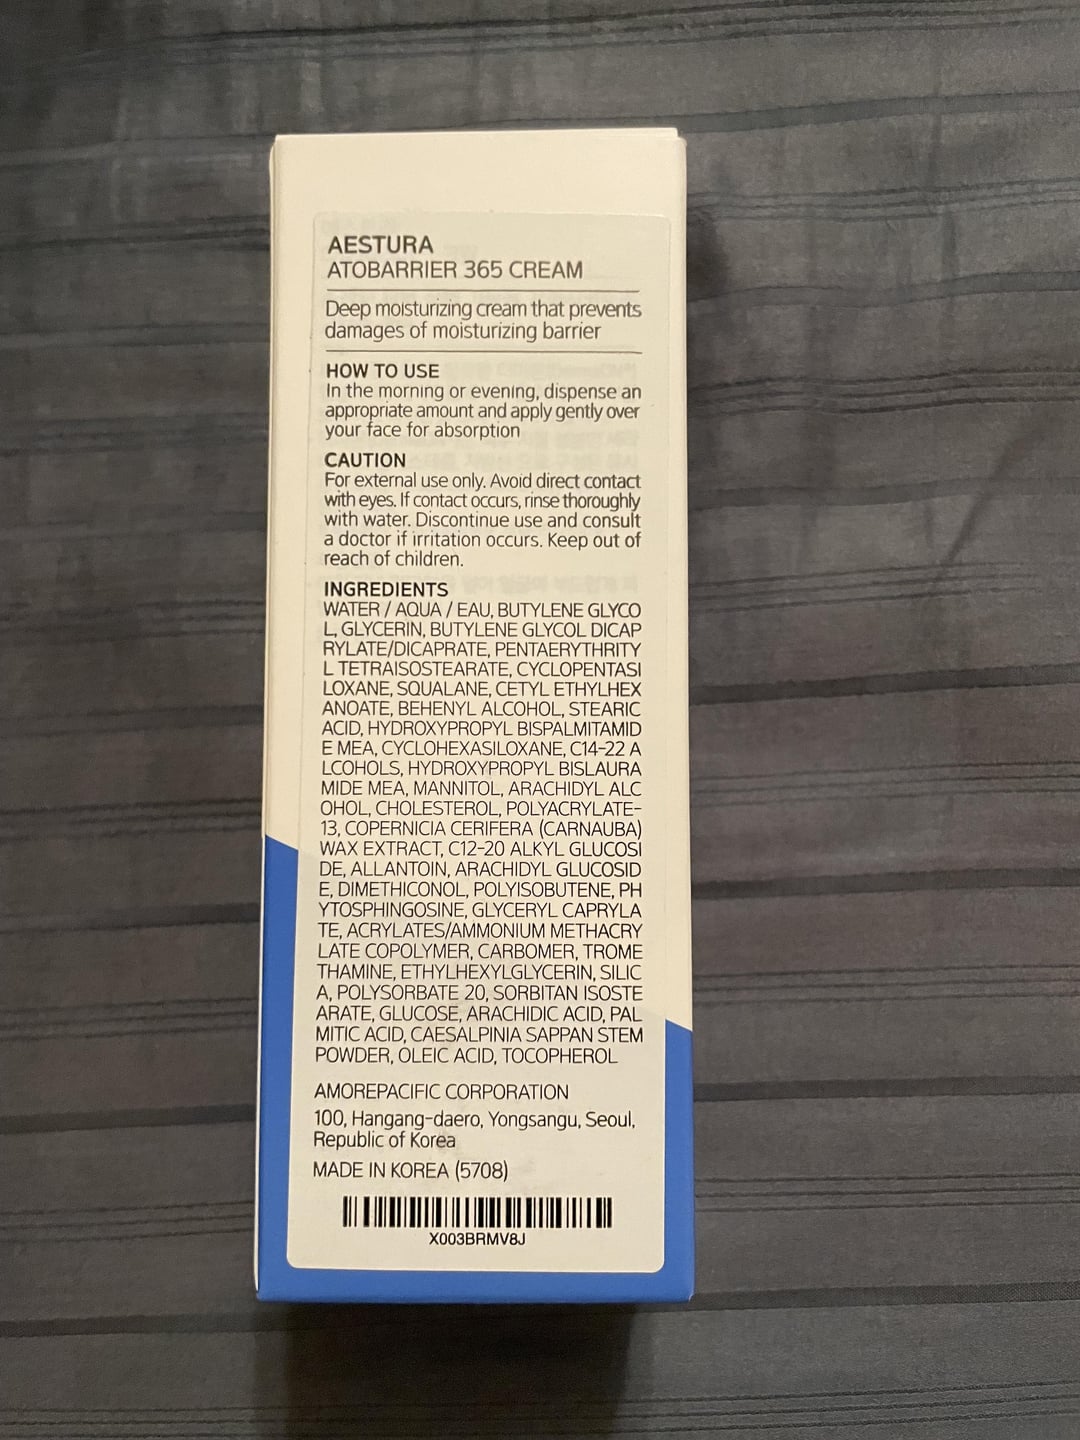 AESTURA
ATOBARRIER 365 CREAM
Deep moisturizing cream that prevents
damages of moisturizing barrier
HOW TO USE
In the morning or evening, dispense an
appropriate amount and apply gently over
your face for absorption
CAUTION
For external use only. Avoid direct contact
with eyes. If contact occurs, rinse thoroughly
with water. Discontinue use and consult
a doctor if irritation occurs. Keep out of
reach of children.
INGREDIENTS
WATER / AQUA / EAU, BUTYLENE GLYCO
L, GLYCERIN, BUTYLENE GLYCOL DICAP
RYLATE/DICAPRATE, PENTAERYTHRITY
L TETRAISOSTEARATE, CYCLOPENTASI
LOXANE, SQUALANE, CETYL ETHYLHEX
ANOATE, BEHENYL ALCOHOL, STEARIC
ACID, HYDROXYPROPYL BISPALMITAMID
E MEA, CYCLOHEXASILOXANE, C14-22 A
LCOHOLS, HYDROXYPROPYL BISLAURA
MIDE MEA, MANNITOL, ARACHIDYL ALC
OHOL, CHOLESTEROL, POLYACRYLATE-
13, COPERNICIA CERIFERA (CARNAUBA)
WAX EXTRACT, C12-20 ALKYL GLUCOSI
DE, ALLANTOIN, ARACHIDYL GLUCOSID
E, DIMETHICONOL, POLYISOBUTENE, PH
YTOSPHINGOSINE, GLYCERYL CAPRYLA
TE, ACRYLATES/AMMONIUM METHACRY
LATE COPOLYMER, CARBOMER, TROME
THAMINE, ETHYLHEXYLGLYCERIN, SILIC
A, POLYSORBATE 20, SORBITAN ISOSTE
ARATE, GLUCOSE, ARACHIDIC ACID, PAL
MITIC ACID, CAESALPINIA SAPPAN STEM
POWDER, OLEIC ACID, TOCOPHEROL
AMOREPACIFIC CORPORATION
100, Hangang-daero, Yongsangu, Seoul,
Republic of Korea
MADE IN KOREA (5708)
X003BRMV8J